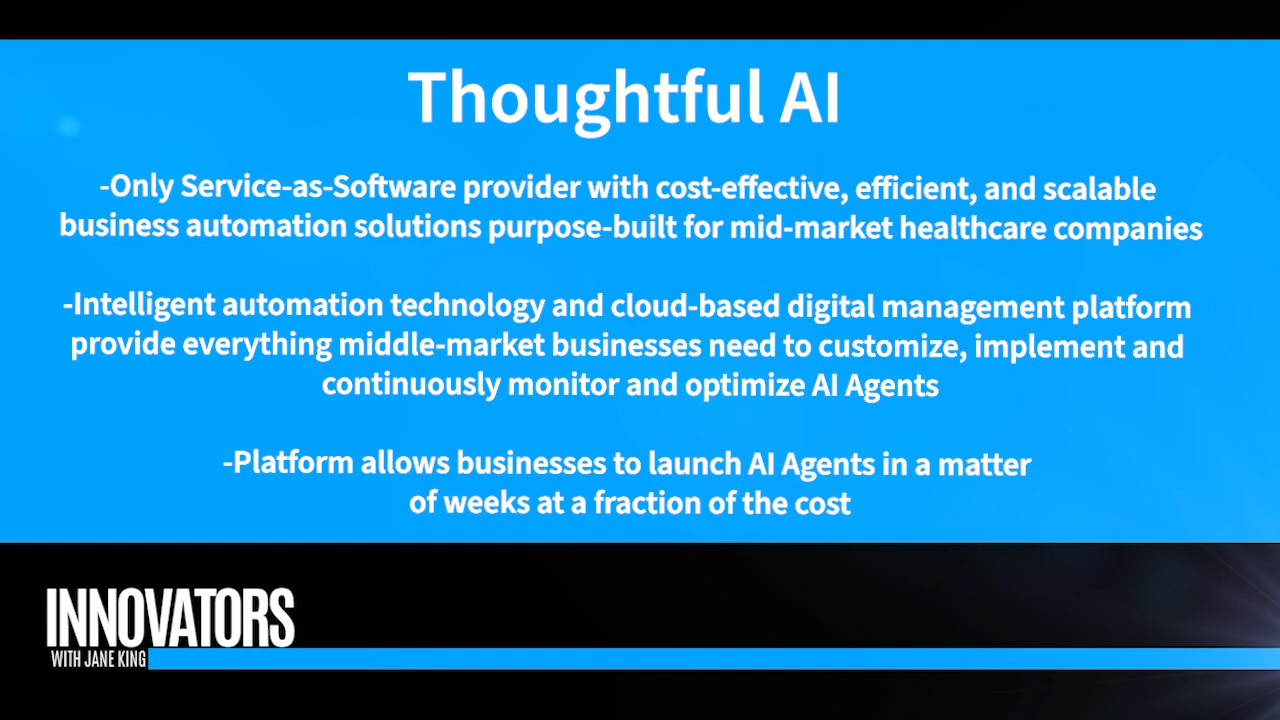 Thoughtful AI
-Only Service-as-Software provider with cost-effective, efficient, and scalable
business automation solutions purpose-built for mid-market healthcare companies
-Intelligent automation technology and cloud-based digital management platform
provide everything middle-market businesses need to customize, implement and
continuously monitor and optimize AI Agents
-Platform allows businesses to launch AI Agents in a matter
of weeks at a fraction of the cost
INNOVATORS
WITH JANE KING